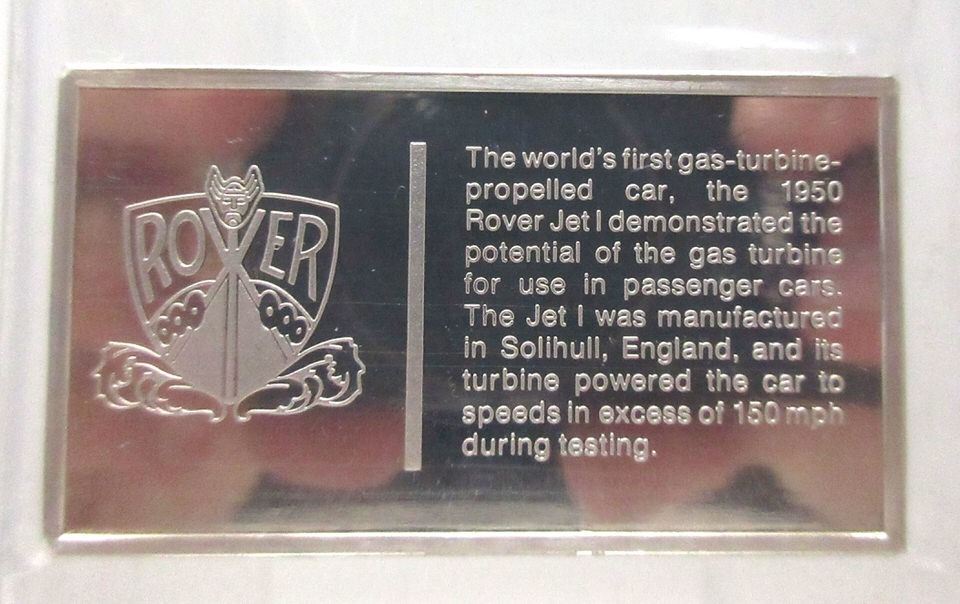 ROVER
The world's first gas-turbine-
propelled car, the 1950
Rover Jet I demonstrated the
potential of the gas turbine
for use in passenger cars.
The Jet I was manufactured
in Solihull, England, and its
turbine powered the car to
speeds in excess of 150 mph
during testing.